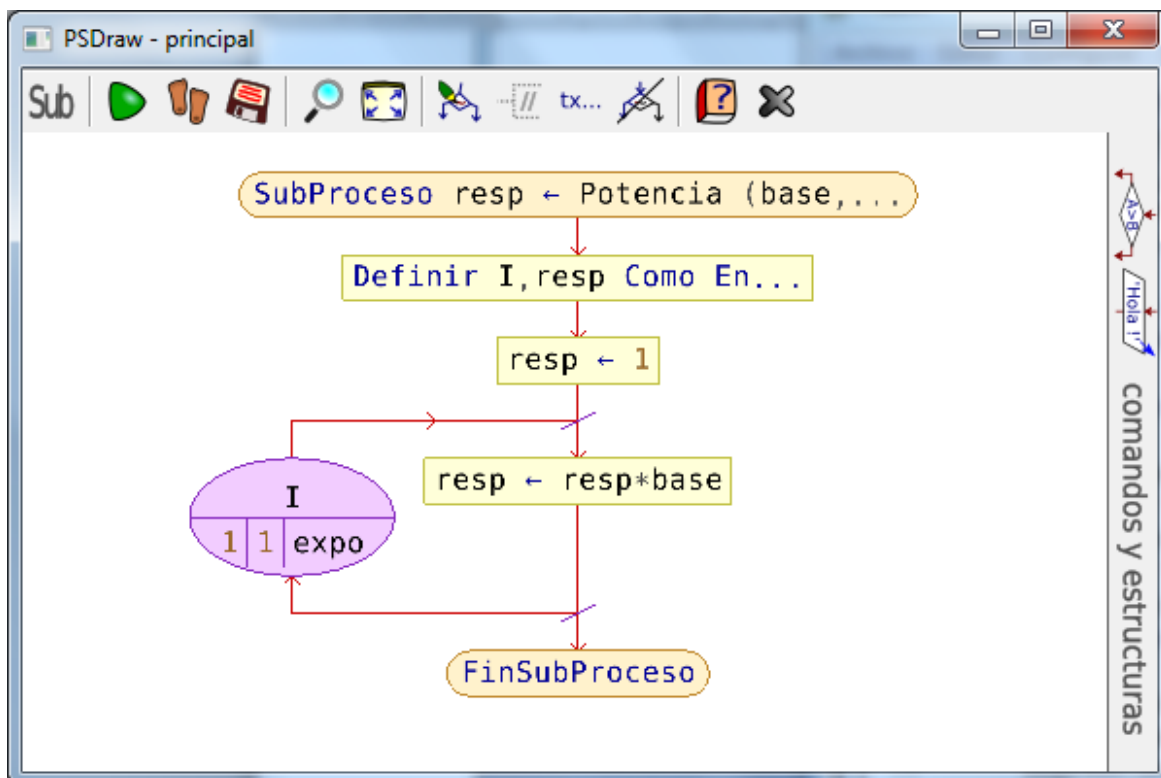 PSDraw - principal
Sub
tx...
SubProceso resp ← Potencia (base,...
Definir I,resp Como En...
resp ← 1
resp ← resp*base
I
1 1 expo
FinSubProceso
A>B
"Hola !"
comandos y estructuras